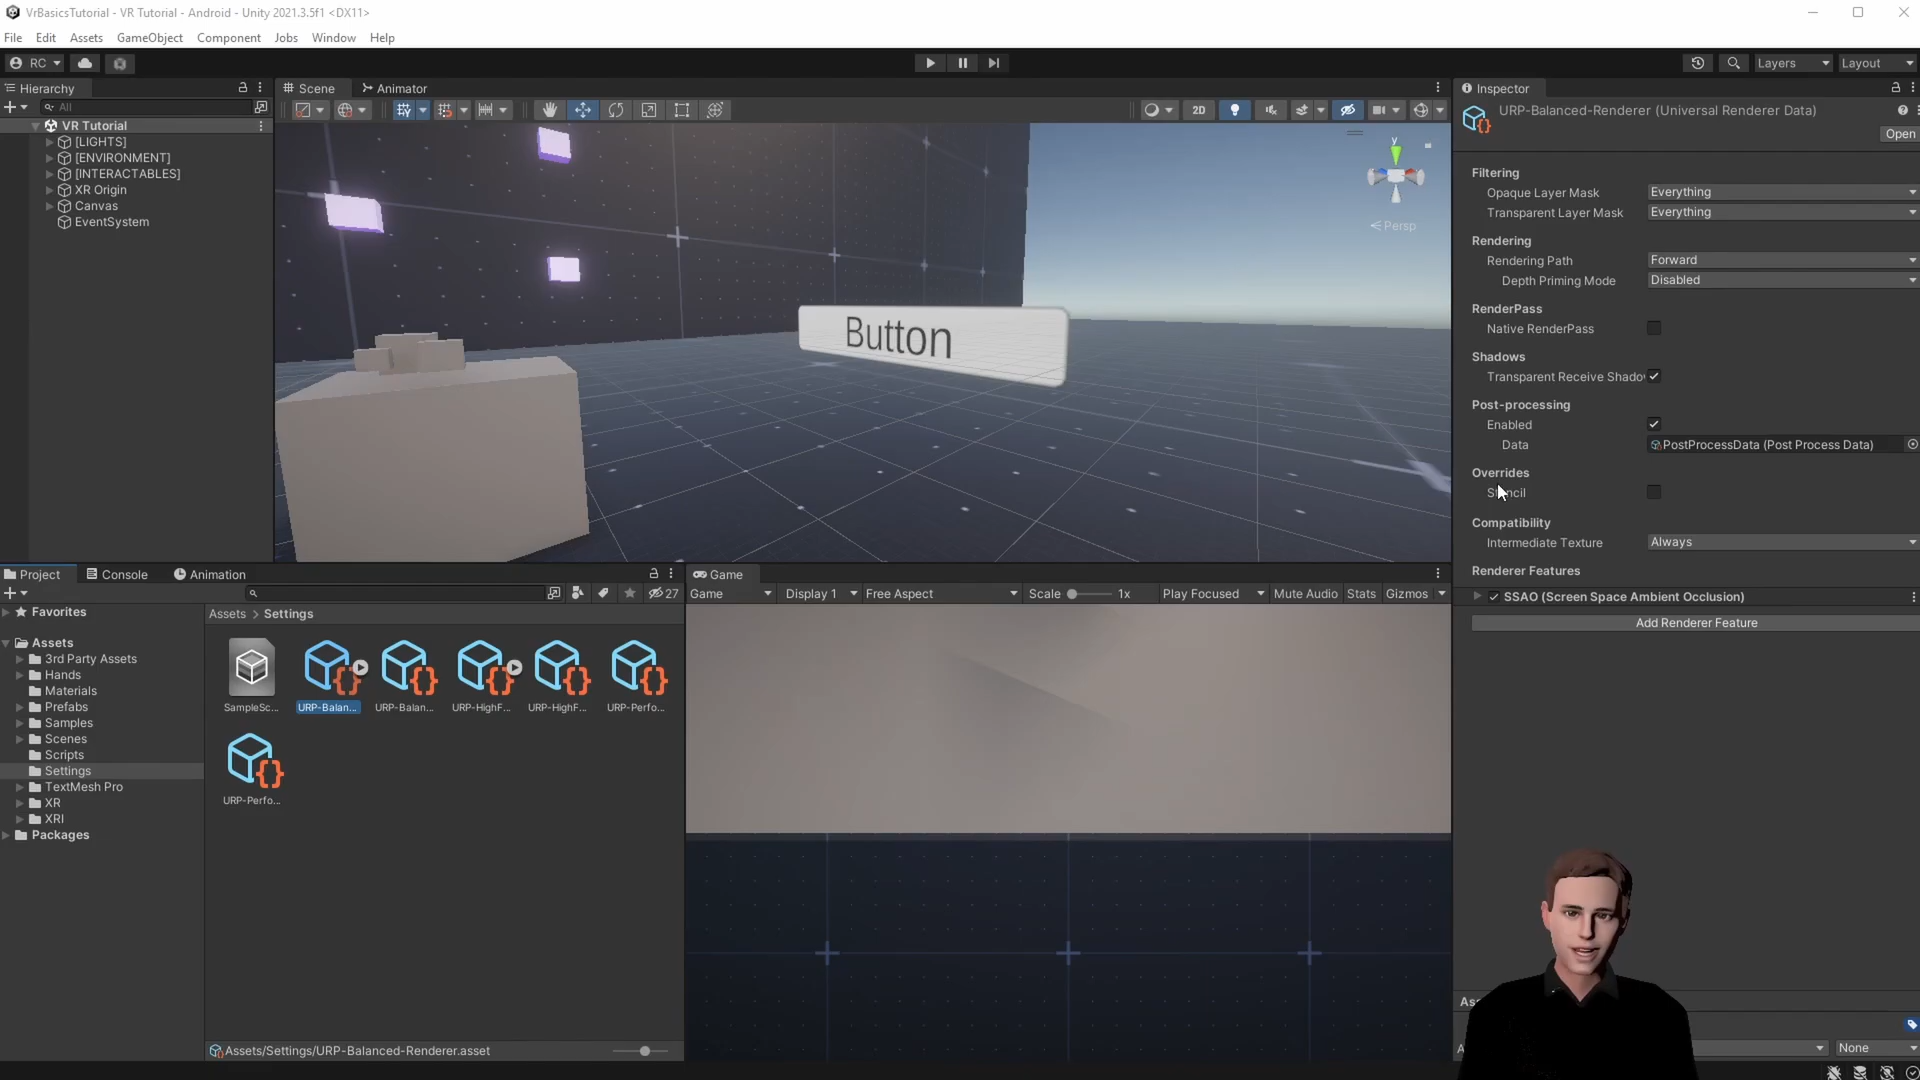 VrBasicsTutorial - VR Tutorial - Android - Unity 2021.3.5f1 <DX11>
File Edit Assets GameObject Component Jobs Window Help
RC Layers Layout
Hierarchy
All
VR Tutorial
[LIGHTS]
[ENVIRONMENT]
[INTERACTABLES]
XR Origin
Canvas
EventSystem
Scene Animator
2D
y
Persp
Button
Inspector
URP-Balanced-Renderer (Universal Renderer Data)
Open
Filtering
Opaque Layer Mask Everything
Transparent Layer Mask Everything
Rendering
Rendering Path Forward
Depth Priming Mode Disabled
RenderPass
Native RenderPass
Shadows
Transparent Receive Shado
Post-processing
Enabled
Data PostProcessData (Post Process Data)
Overrides
Compatibility
Intermediate Texture Always
Renderer Features
SSAO (Screen Space Ambient Occlusion)
Add Renderer Feature
None
Project Console Animation
27
Favorites
Assets
3rd Party Assets
Hands
Materials
Prefabs
Samples
Scenes
Scripts
Settings
TextMesh Pro
XR
XRI
Packages
Assets > Settings
SampleSc... URP-Balan... URP-Balan... URP-HighF... URP-HighF... URP-Perfo...
URP-Perfo...
Assets/Settings/URP-Balanced-Renderer.asset
Game
Game Display 1 Free Aspect Scale 1x Play Focused Mute Audio Stats Gizmos